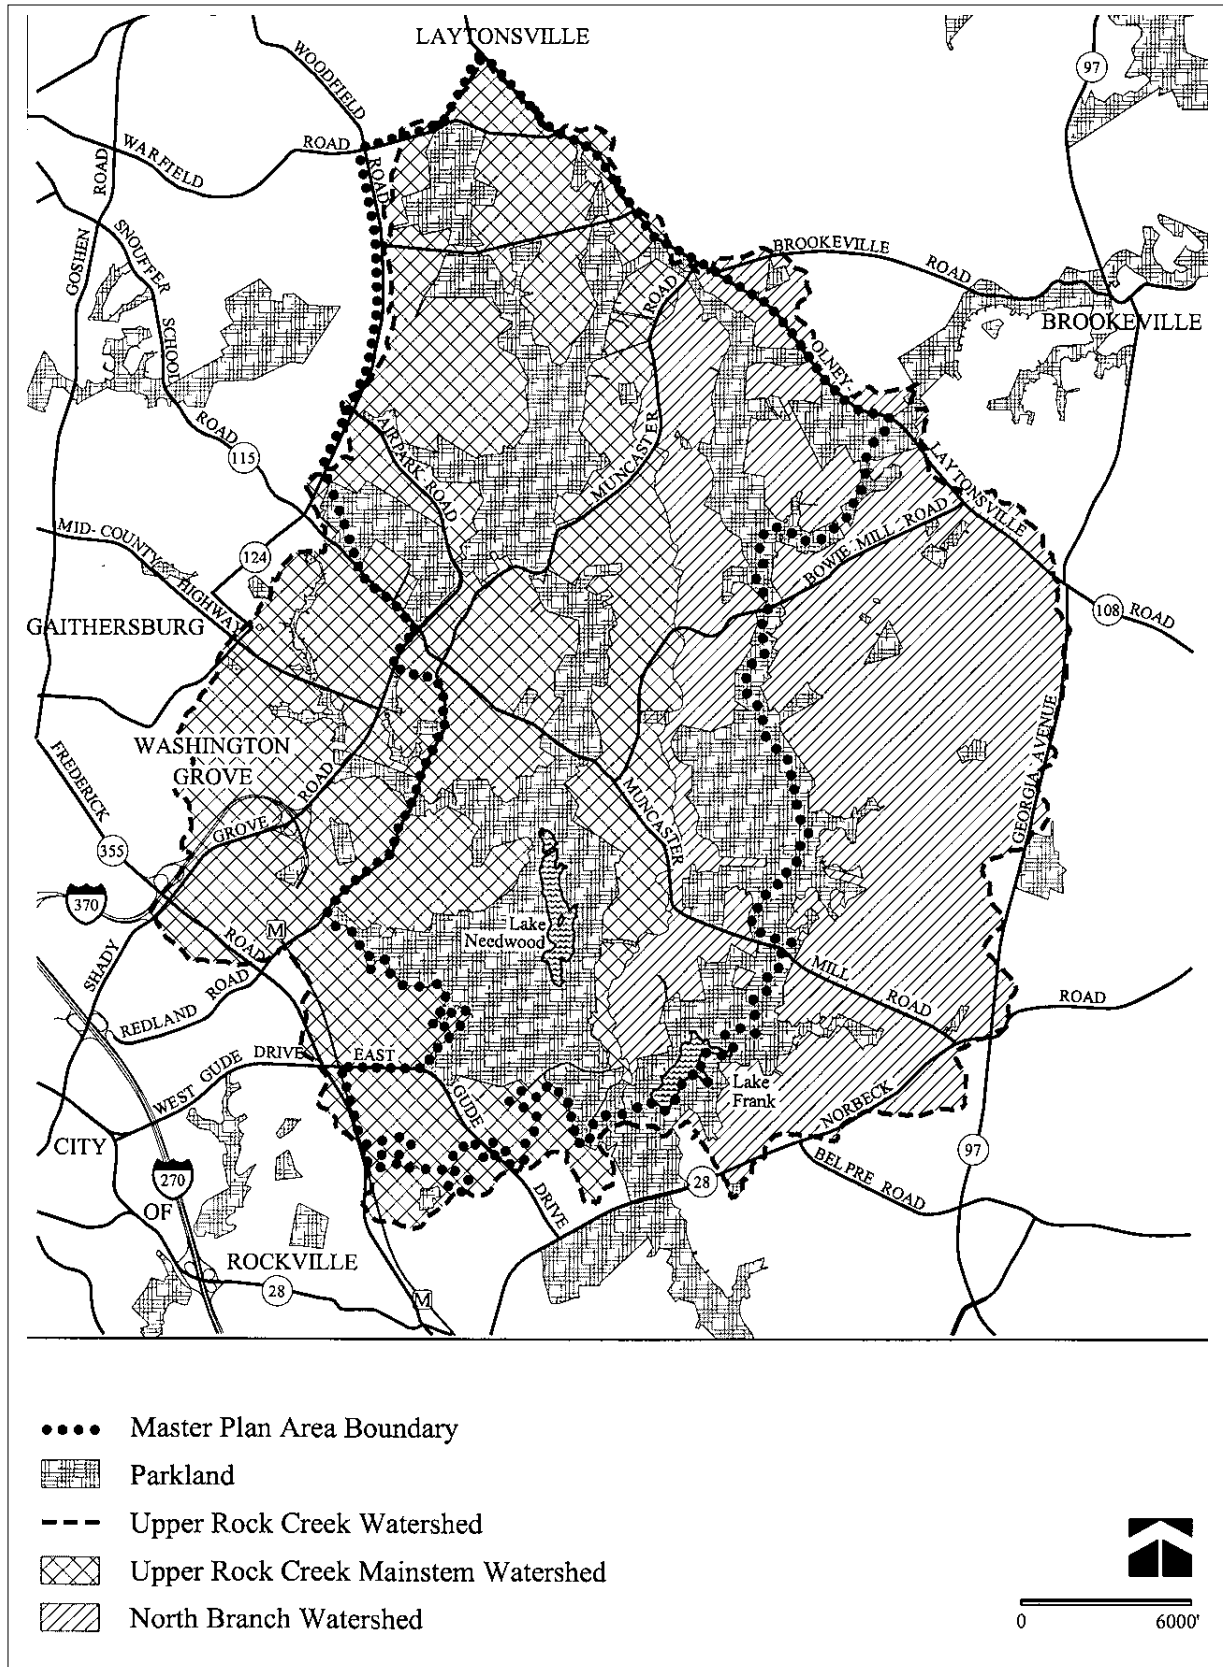 LAYTONSVILLE
97
WOODFIELD
ROAD
WARFIELD
ROAD
ROAD
GOSHEN
SNOUFFER
SCHOOL
ROAD
115
BROOKEVILLE
ROAD
BROOKEVILLE
ROAD
MUNCASTER
OLNEY-
LAYTONSVILLE
108
ROAD
AIRPARK ROAD
BOWIE MILL ROAD
MID-COUNTY
HIGHWAY
124
GAITHERSBURG
WASHINGTON
GROVE
FREDERICK
355
ROAD
SHADY
GROVE
ROAD
370
MUNCASTER
MILL
ROAD
GEORGIA AVENUE
Lake
Needwood
M
REDLAND
ROAD
WEST GUDE
DRIVE
EAST
GUDE
DRIVE
Lake
Frank
NORBECK
ROAD
BELPRE ROAD
97
28
CITY
OF
ROCKVILLE
270
28
M
Master Plan Area Boundary
Parkland
Upper Rock Creek Watershed
Upper Rock Creek Mainstem Watershed
North Branch Watershed
0 6000'